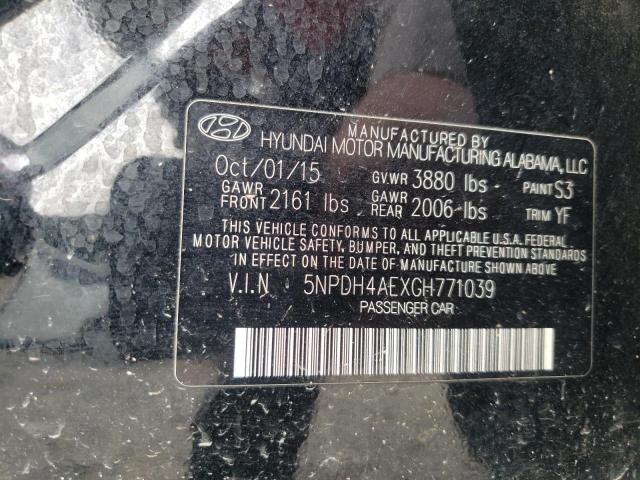 MANUFACTURED BY
HYUNDAI MOTOR MANUFACTURING ALABAMA, LLC
Oct/01/15 G.V.WR 3880 lbs PAINT S3
GAWR FRONT 2161 lbs GAWR REAR 2006 lbs TRIM YF
THIS VEHICLE CONFORMS TO ALL APPLICABLE U.S.A. FEDERAL
MOTOR VEHICLE SAFETY, BUMPER, AND THEFT PREVENTION STANDARDS
IN EFFECT ON THE DATE OF MANUFACTURE SHOWN ABOVE
V.I.N 5NPDH4AEXGH771039
PASSENGER CAR